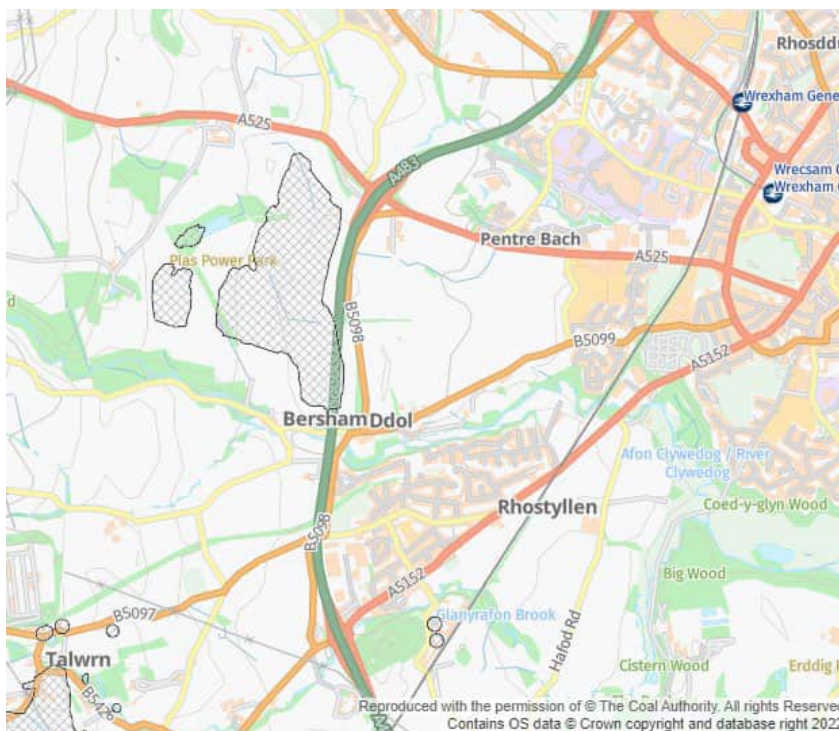 Rhosddu
Wrexham Gene
A525
A483
Wrecsam C
Wrexham C
Pentre Bach
A525
Plas Power Park
B5098
B5099
A5152
Bersham
Ddol
Afon Clywedog / River
Clywedog
Rhostyllen
Coed-y-glyn Wood
B5098
Big Wood
A5152
B5097
Glanyrafon Brook
Hafod Rd
Talwrn
Cistern Wood
Erddig P
B5426
Reproduced with the permission of © The Coal Authority. All rights Reserve
Contains OS data © Crown copyright and database right 2022